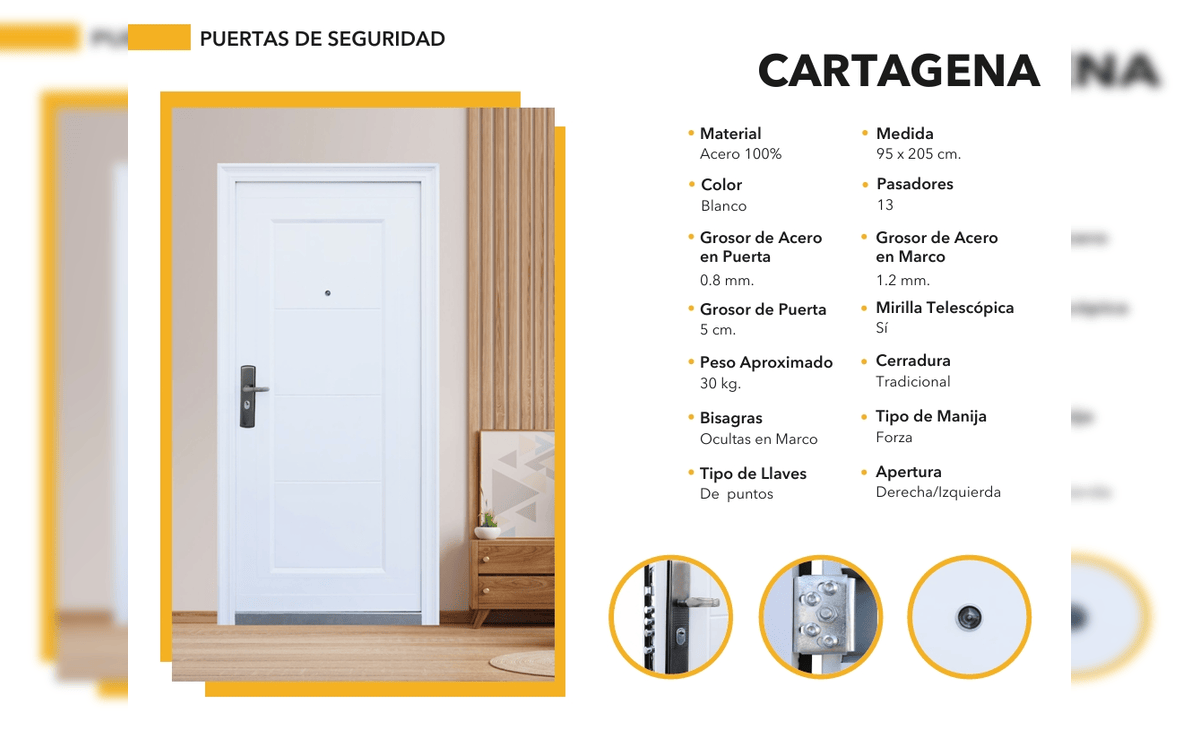 PUERTAS DE SEGURIDAD
CARTAGENA
Material
Acero 100%
Color
Blanco
Grosor de Acero
en Puerta
0.8 mm.
Grosor de Puerta
5 cm.
Peso Aproximado
30 kg.
Bisagras
Ocultas en Marco
Tipo de Llaves
De puntos
Medida
95 x 205 cm.
Pasadores
13
Grosor de Acero
en Marco
1.2 mm.
Mirilla Telescópica
Sí
Cerradura
Tradicional
Tipo de Manija
Forza
Apertura
Derecha/Izquierda